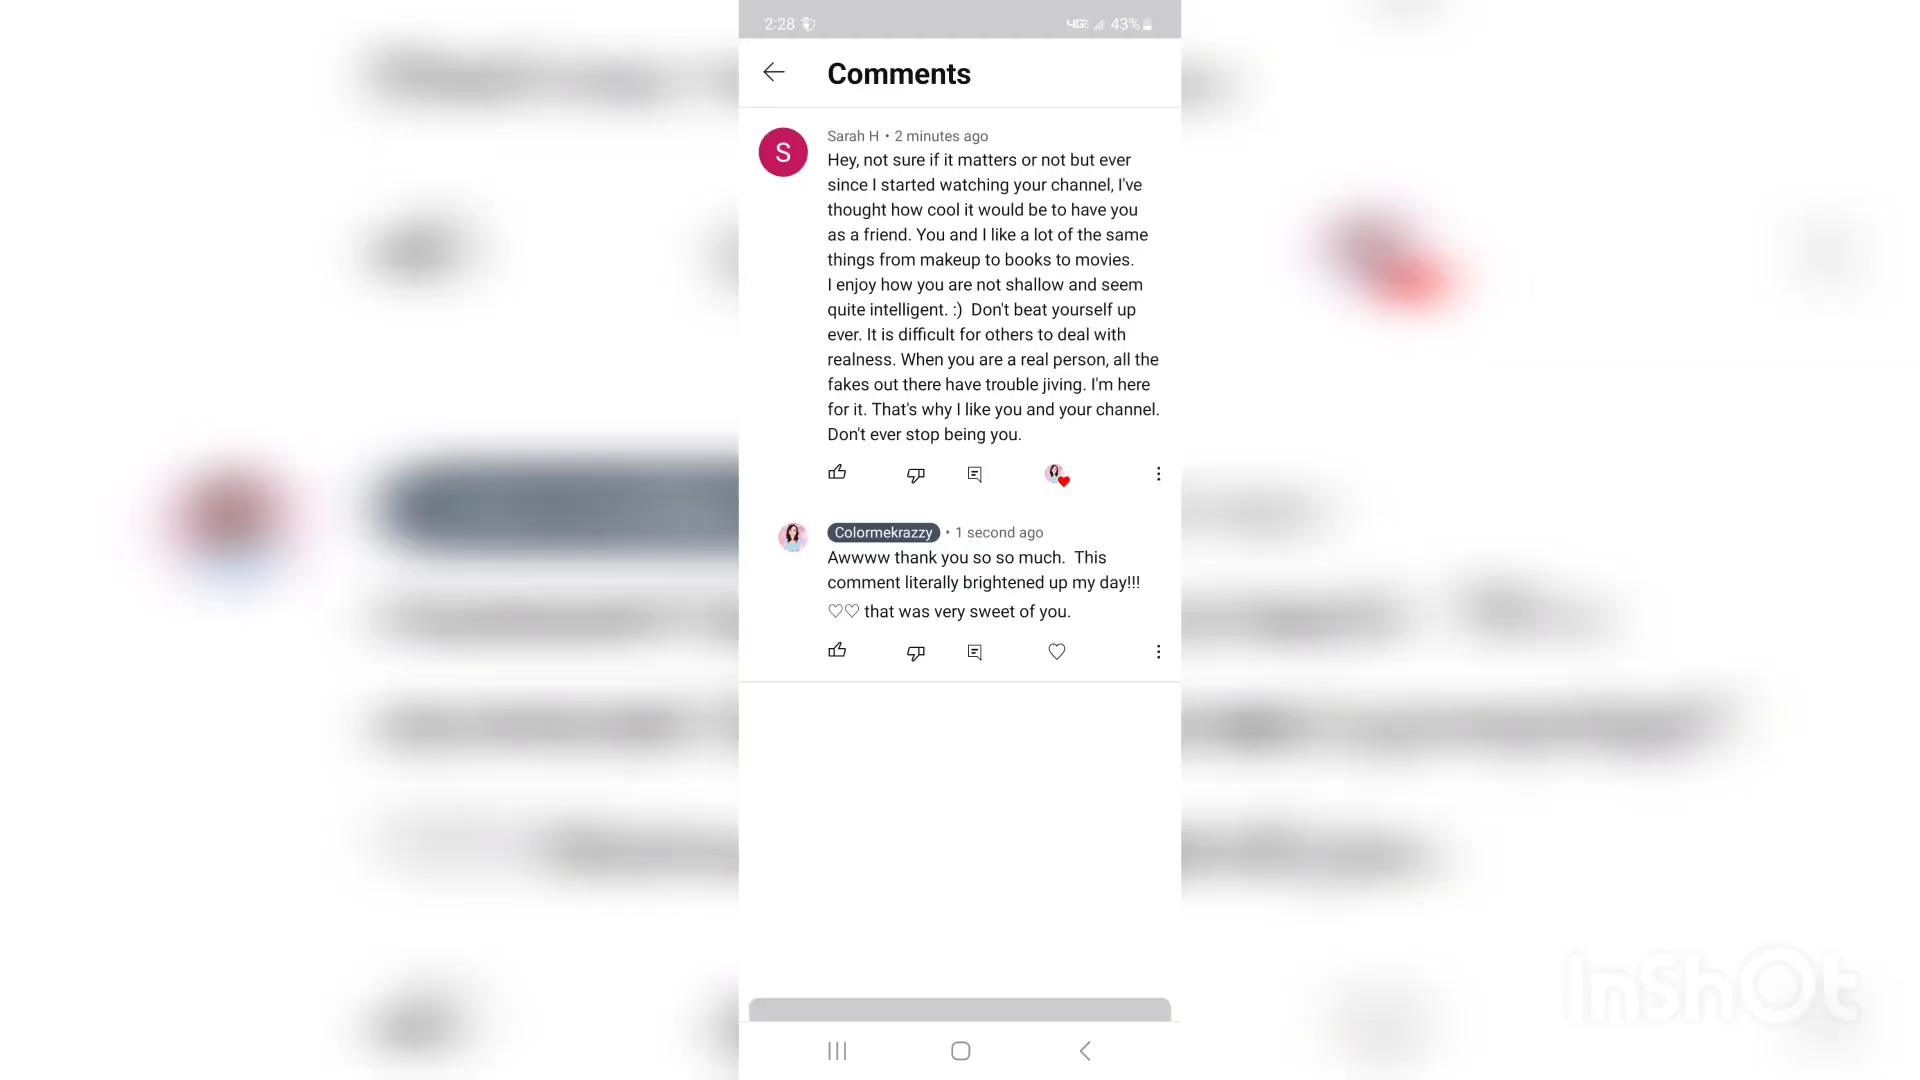 2:28 4GE 43%
Comments
S
Sarah H • 2 minutes ago
Hey, not sure if it matters or not but ever
since I started watching your channel, I've
thought how cool it would be to have you
as a friend. You and I like a lot of the same
things from makeup to books to movies.
I enjoy how you are not shallow and seem
quite intelligent. :)  Don't beat yourself up
ever. It is difficult for others to deal with
realness. When you are a real person, all the
fakes out there have trouble jiving. I'm here
for it. That's why I like you and your channel.
Don't ever stop being you.
Colormekrazzy • 1 second ago
Awwww thank you so so much.  This
comment literally brightened up my day!!!
♡♡ that was very sweet of you.
InShOt